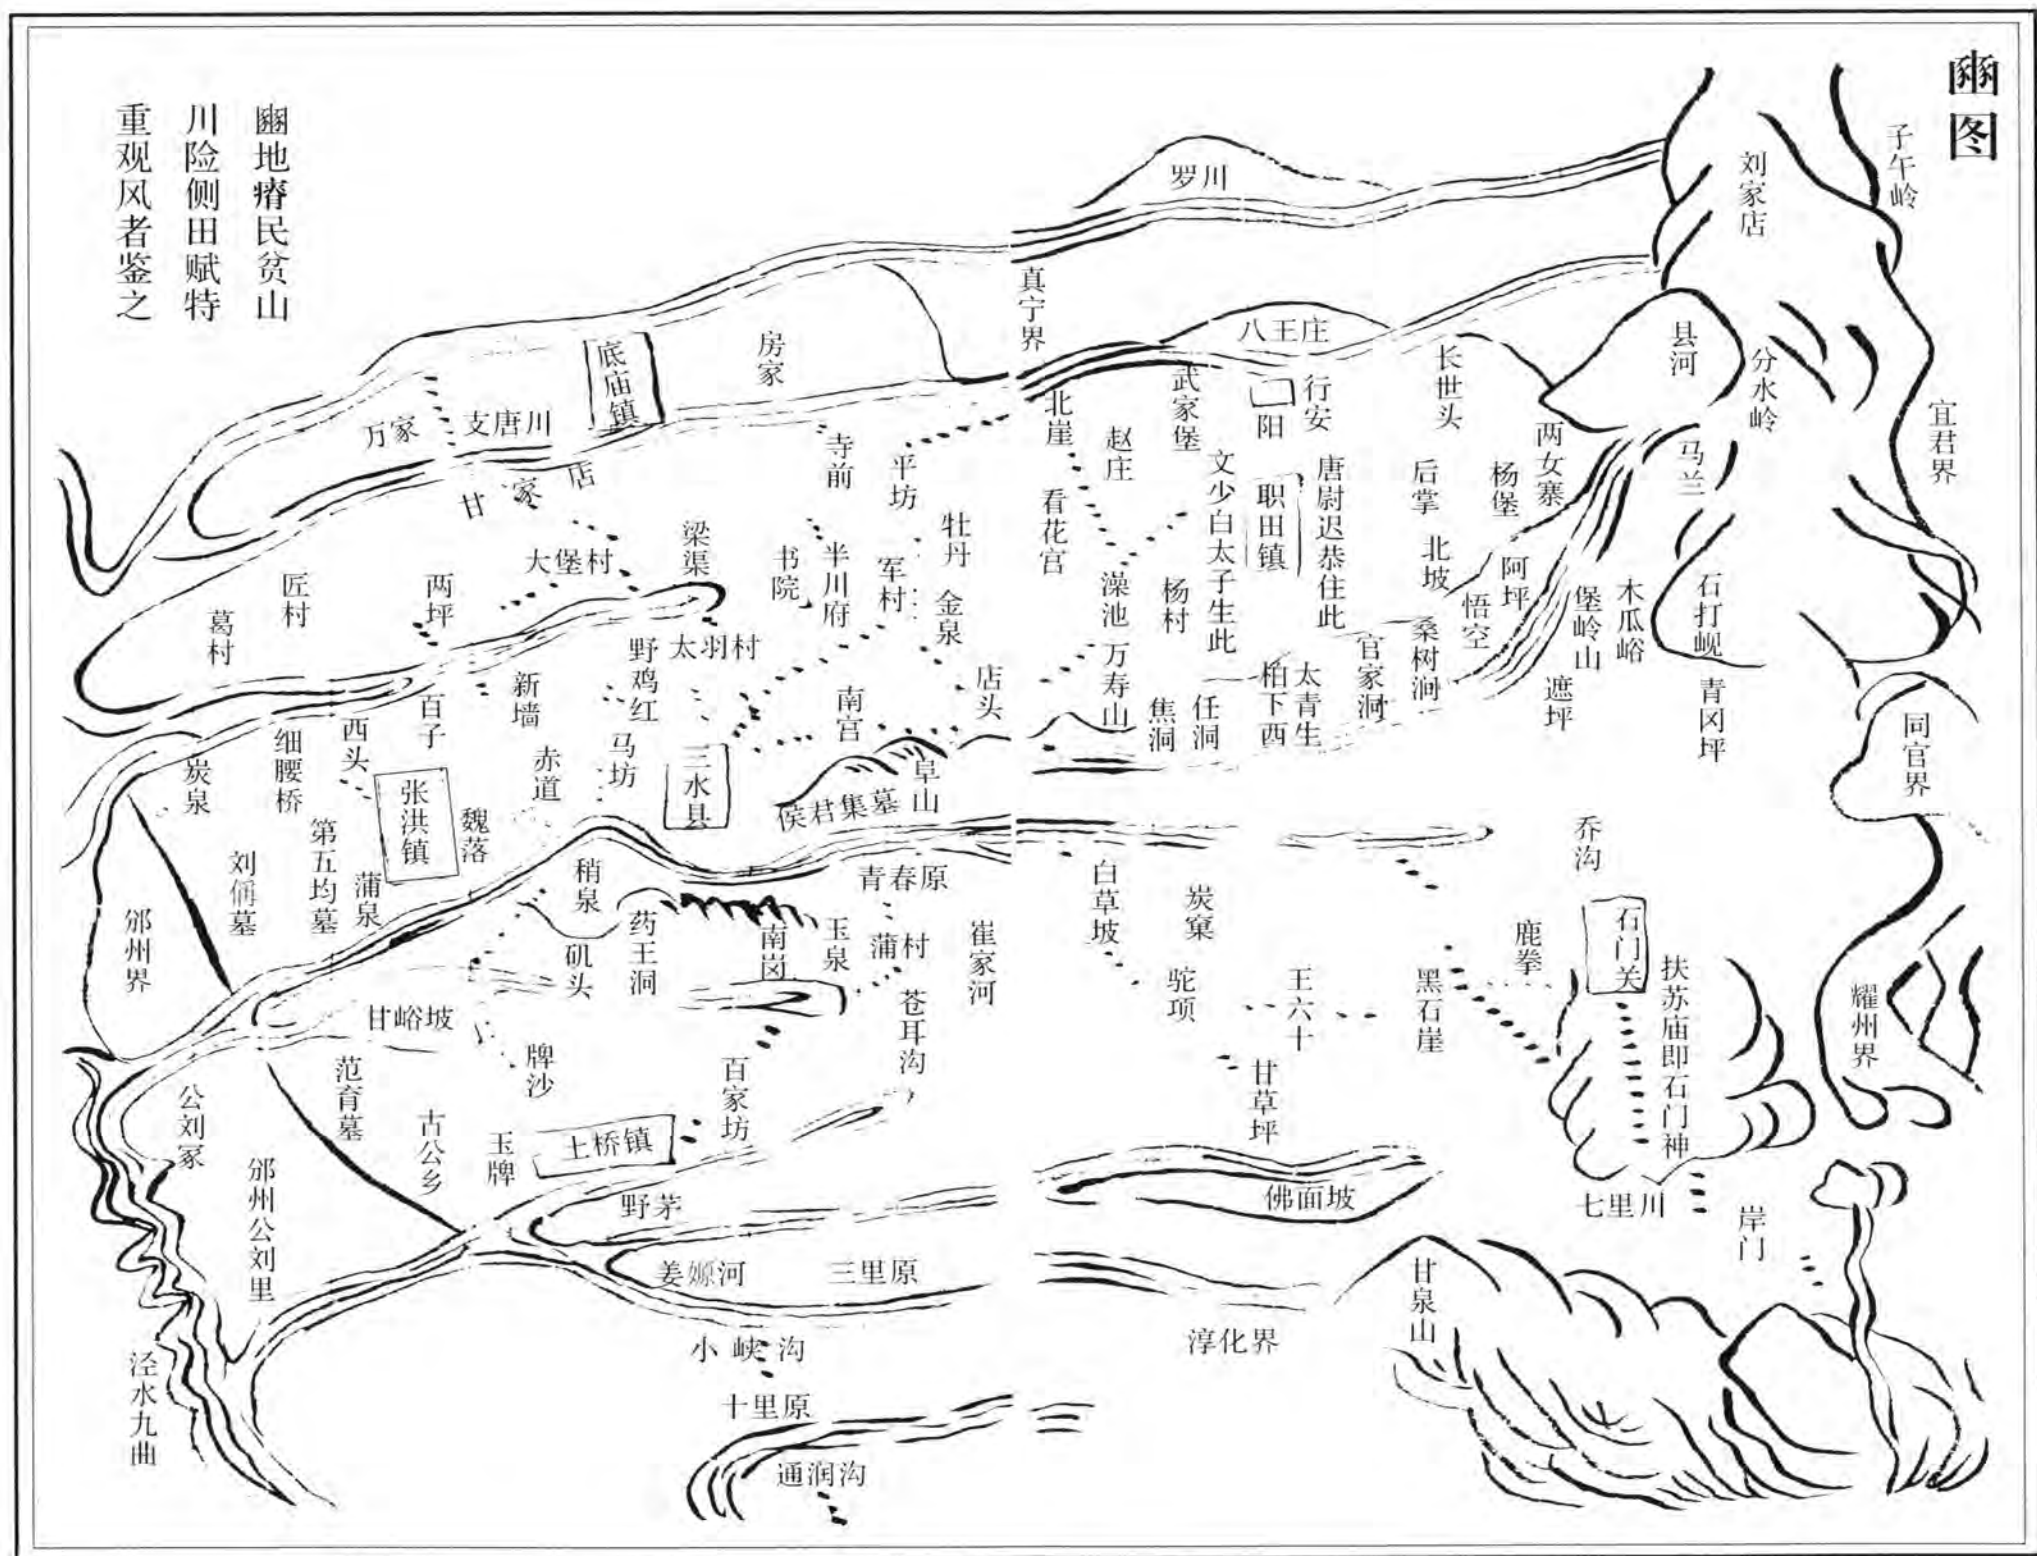 豳图
子午岭
刘家店
宜君界
分水岭
县河
马兰
石打岘
青冈坪
同官界
耀州界
木瓜峪
堡岭山
遮坪
两女寨
杨堡
阿坪
悟空
长世头
后掌
北坡
桑树涧
官家洞
八王庄
行安
阳
唐尉迟恭住此
职田镇
太青生
柏下西
武家堡
文少白太子生此
任洞
焦洞
杨村
赵庄
澡池
万寿山
罗川
真宁界
北崖
看花宫
房家
底庙镇
支唐川
万家
甘家店
寺前
平坊
牡丹
金泉
军村
半川府
书院
店头
南宫
梁渠
大堡村
太羽村
野鸡红
马坊
三水县
阜山
侯君集墓
两坪
匠村
葛村
新墙
百子
西头
细腰桥
炭泉
赤道
张洪镇
魏落
第五均墓
蒲泉
邠州界
稍泉
矶头
药王洞
南岗
玉泉
蒲村
青春原
崔家河
苍耳沟
白草坡
炭窠
驼项
王六十
甘草坪
黑石崖
鹿拳
乔沟
石门关
扶苏庙即石门神
七里川
岸门
佛面坡
甘泉山
淳化界
甘峪坡
牌沙
百家坊
土桥镇
玉牌
古公乡
范育墓
公刘冢
邠州公刘里
野茅
姜嫄河
三里原
小峡沟
十里原
通润沟
泾水九曲
豳地瘠民贫山
川险侧田赋特
重观风者鉴之